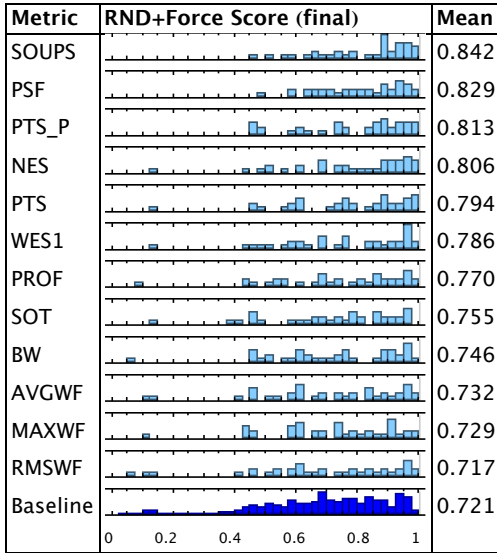 Metric RND+Force Score (final) Mean
SOUPS 0.842
PSF 0.829
PTS_P 0.813
NES 0.806
PTS 0.794
WES1 0.786
PROF 0.770
SOT 0.755
BW 0.746
AVGWF 0.732
MAXWF 0.729
RMSWF 0.717
Baseline 0.721
0 0.2 0.4 0.6 0.8 1